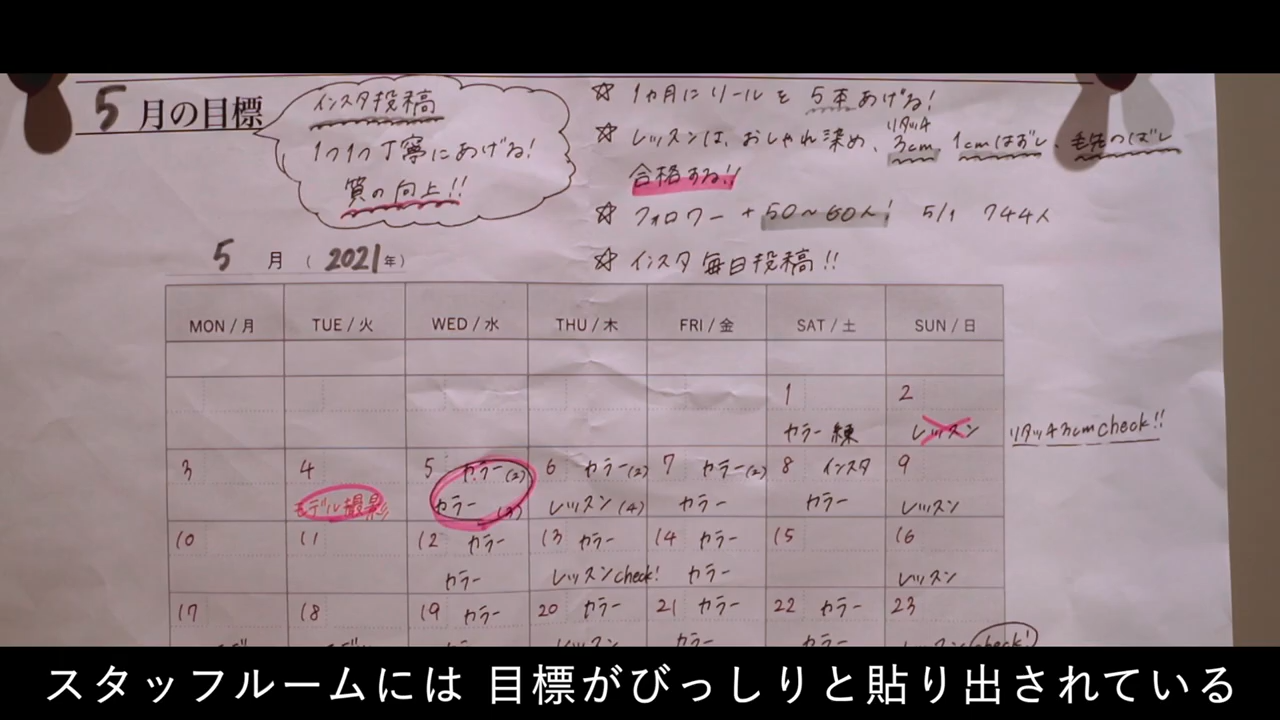 5月の目標
インスタ投稿
1つ1つ丁寧にあげる!
質の向上!!
☆ 1ヵ月にリールを5本あげる!
リタッチ
☆ レッスンは、おしゃれ染め、3cm、1cmはずし、毛先のばし
合格する!!
☆ フォロワー +50〜60人! 5/1 744人
☆ インスタ毎日投稿!!
5月(2021年)
MON/月 TUE/火 WED/水 THU/木 FRI/金 SAT/土 SUN/日
1 2
カラー練 レッスン リタッチ3cm check!!
3 4 5 カラー(2) 6 カラー(2) 7 カラー(2) 8 インスタ 9
モデル撮影 カラー(3) レッスン(4) カラー カラー レッスン
10 11 12 カラー 13 カラー 14 カラー 15 16
カラー レッスンcheck! カラー レッスン
17 18 19 カラー 20 カラー 21 カラー 22 カラー 23
check!
スタッフルームには 目標がびっしりと貼り出されている